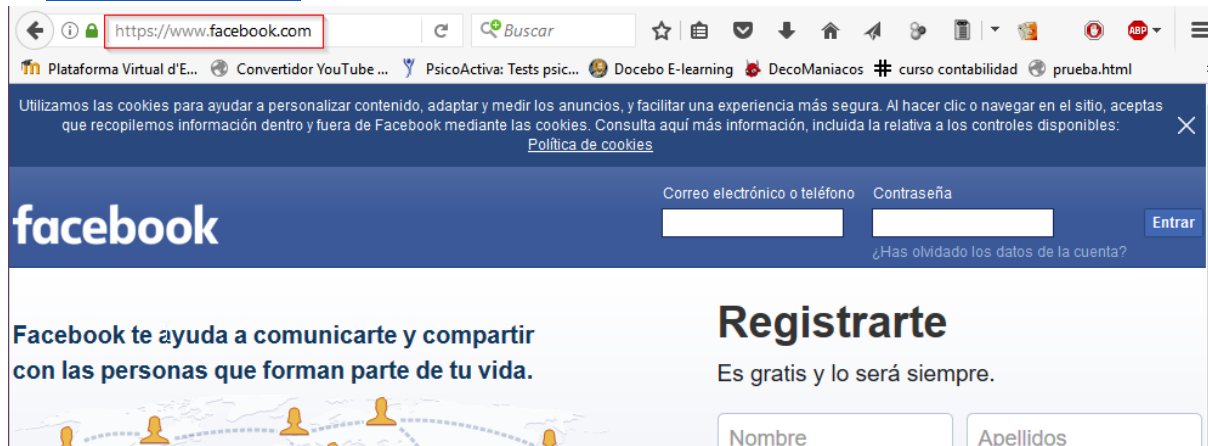 https://www.facebook.com
Buscar
ABP
Plataforma Virtual d'E... Convertidor YouTube ... PsicoActiva: Tests psic... Docebo E-learning DecoManiacos curso contabilidad prueba.html
Utilizamos las cookies para ayudar a personalizar contenido, adaptar y medir los anuncios, y facilitar una experiencia más segura. Al hacer clic o navegar en el sitio, aceptas
que recopilemos información dentro y fuera de Facebook mediante las cookies. Consulta aquí más información, incluida la relativa a los controles disponibles:
Política de cookies
Correo electrónico o teléfono Contraseña
facebook
Entrar
¿Has olvidado los datos de la cuenta?
Facebook te ayuda a comunicarte y compartir
con las personas que forman parte de tu vida.
Registrarte
Es gratis y lo será siempre.
Nombre Apellidos